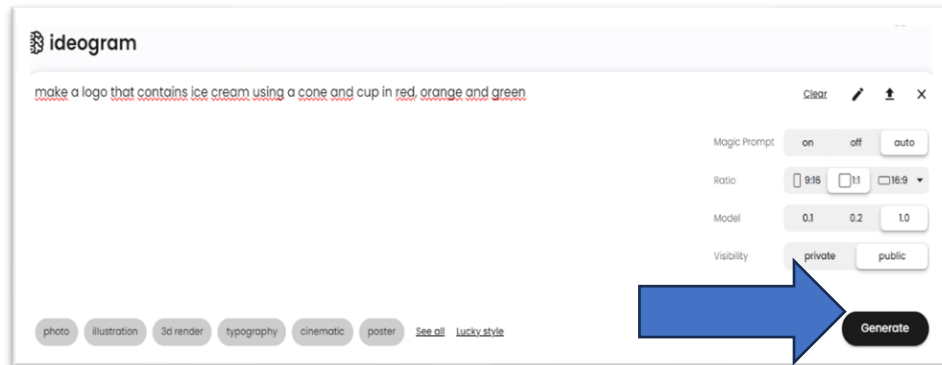 ideogram
make a logo that contains ice cream using a cone and cup in red, orange and green
Clear
Magic Prompt on off auto
Ratio 9:16 1:1 16:9
Model 0.1 0.2 1.0
Visibility private public
photo illustration 3d render typography cinematic poster See all Lucky style
Generate